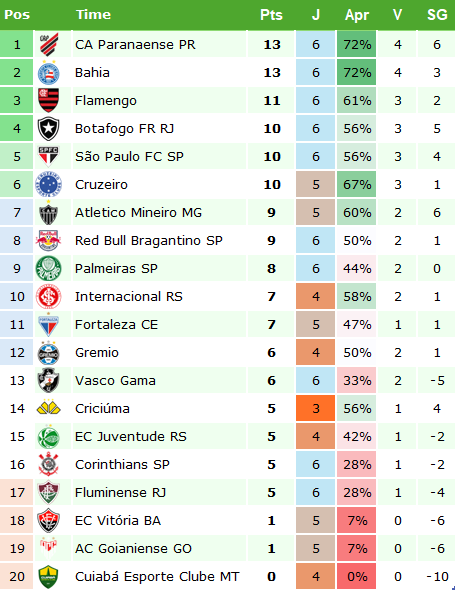 Pos Time Pts J Apr V SG
1 CA Paranaense PR 13 6 72% 4 6
2 Bahia 13 6 72% 4 3
3 Flamengo 11 6 61% 3 2
4 Botafogo FR RJ 10 6 56% 3 5
5 São Paulo FC SP 10 6 56% 3 4
6 Cruzeiro 10 5 67% 3 1
7 Atletico Mineiro MG 9 5 60% 2 6
8 Red Bull Bragantino SP 9 6 50% 2 1
9 Palmeiras SP 8 6 44% 2 0
10 Internacional RS 7 4 58% 2 1
11 Fortaleza CE 7 5 47% 1 1
12 Gremio 6 4 50% 2 1
13 Vasco Gama 6 6 33% 2 -5
14 Criciúma 5 3 56% 1 4
15 EC Juventude RS 5 4 42% 1 -2
16 Corinthians SP 5 6 28% 1 -2
17 Fluminense RJ 5 6 28% 1 -4
18 EC Vitória BA 1 5 7% 0 -6
19 AC Goianiense GO 1 5 7% 0 -6
20 Cuiabá Esporte Clube MT 0 4 0% 0 -10